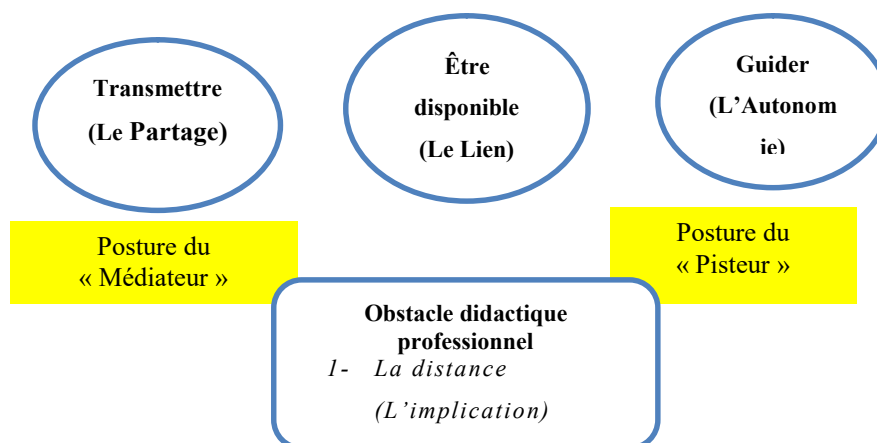 Transmettre
(Le Partage)
Être
disponible
(Le Lien)
Guider
(L’Autonom
ie)
Posture du
« Médiateur »
Posture du
« Pisteur »
Obstacle didactique
professionnel
1- La distance
(L’implication)